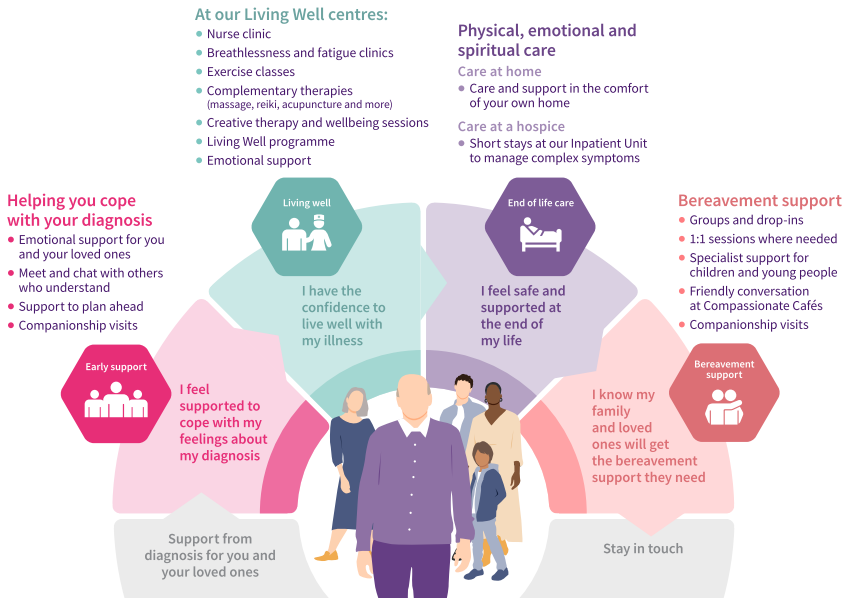 At our Living Well centres:
Nurse clinic
Breathlessness and fatigue clinics
Exercise classes
Complementary therapies
(massage, reiki, acupuncture and more)
Creative therapy and wellbeing sessions
Living Well programme
Emotional support
Physical, emotional and
spiritual care
Care at home
Care and support in the comfort
of your own home
Care at a hospice
Short stays at our Inpatient Unit
to manage complex symptoms
Helping you cope
with your diagnosis
Emotional support for you
and your loved ones
Meet and chat with others
who understand
Support to plan ahead
Companionship visits
Bereavement support
Groups and drop-ins
1:1 sessions where needed
Specialist support for
children and young people
Friendly conversation
at Compassionate Cafés
Companionship visits
Early support
I feel
supported to
cope with my
feelings about
my diagnosis
Living well
I have the
confidence to
live well with
my illness
End of life care
I feel safe and
supported at
the end of
my life
Bereavement
support
I know my
family
and loved
ones will get
the bereavement
support they need
Support from
diagnosis for you and
your loved ones
Stay in touch